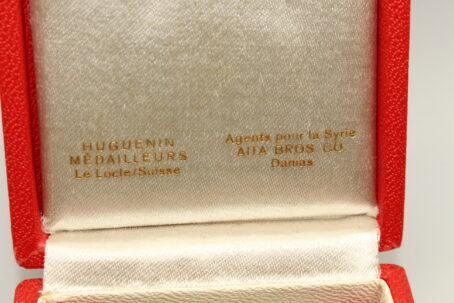 HUGUENIN
MÉDAILLEURS
Le Locle/Suisse
Agents pour la Syrie
AITA BROS CO.
Damas